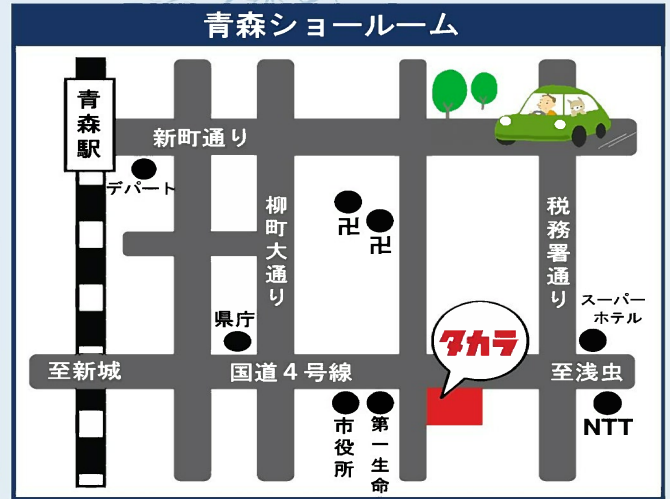 青森ショールーム
青森駅
新町通り
デパート
柳町大通り
卍
卍
税務署通り
スーパー
ホテル
県庁
タカラ
至新城
国道4号線
至浅虫
市役所
第一生命
NTT